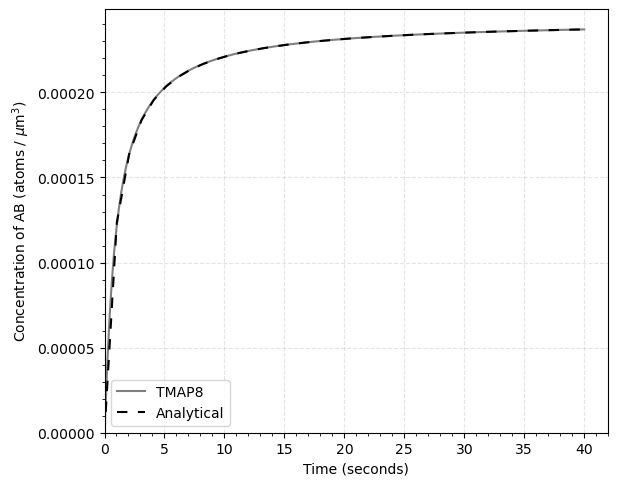 Concentration of AB (atoms / μm³)
0.00020
0.00015
0.00010
0.00005
0.00000
TMAP8
Analytical
0 5 10 15 20 25 30 35 40
Time (seconds)